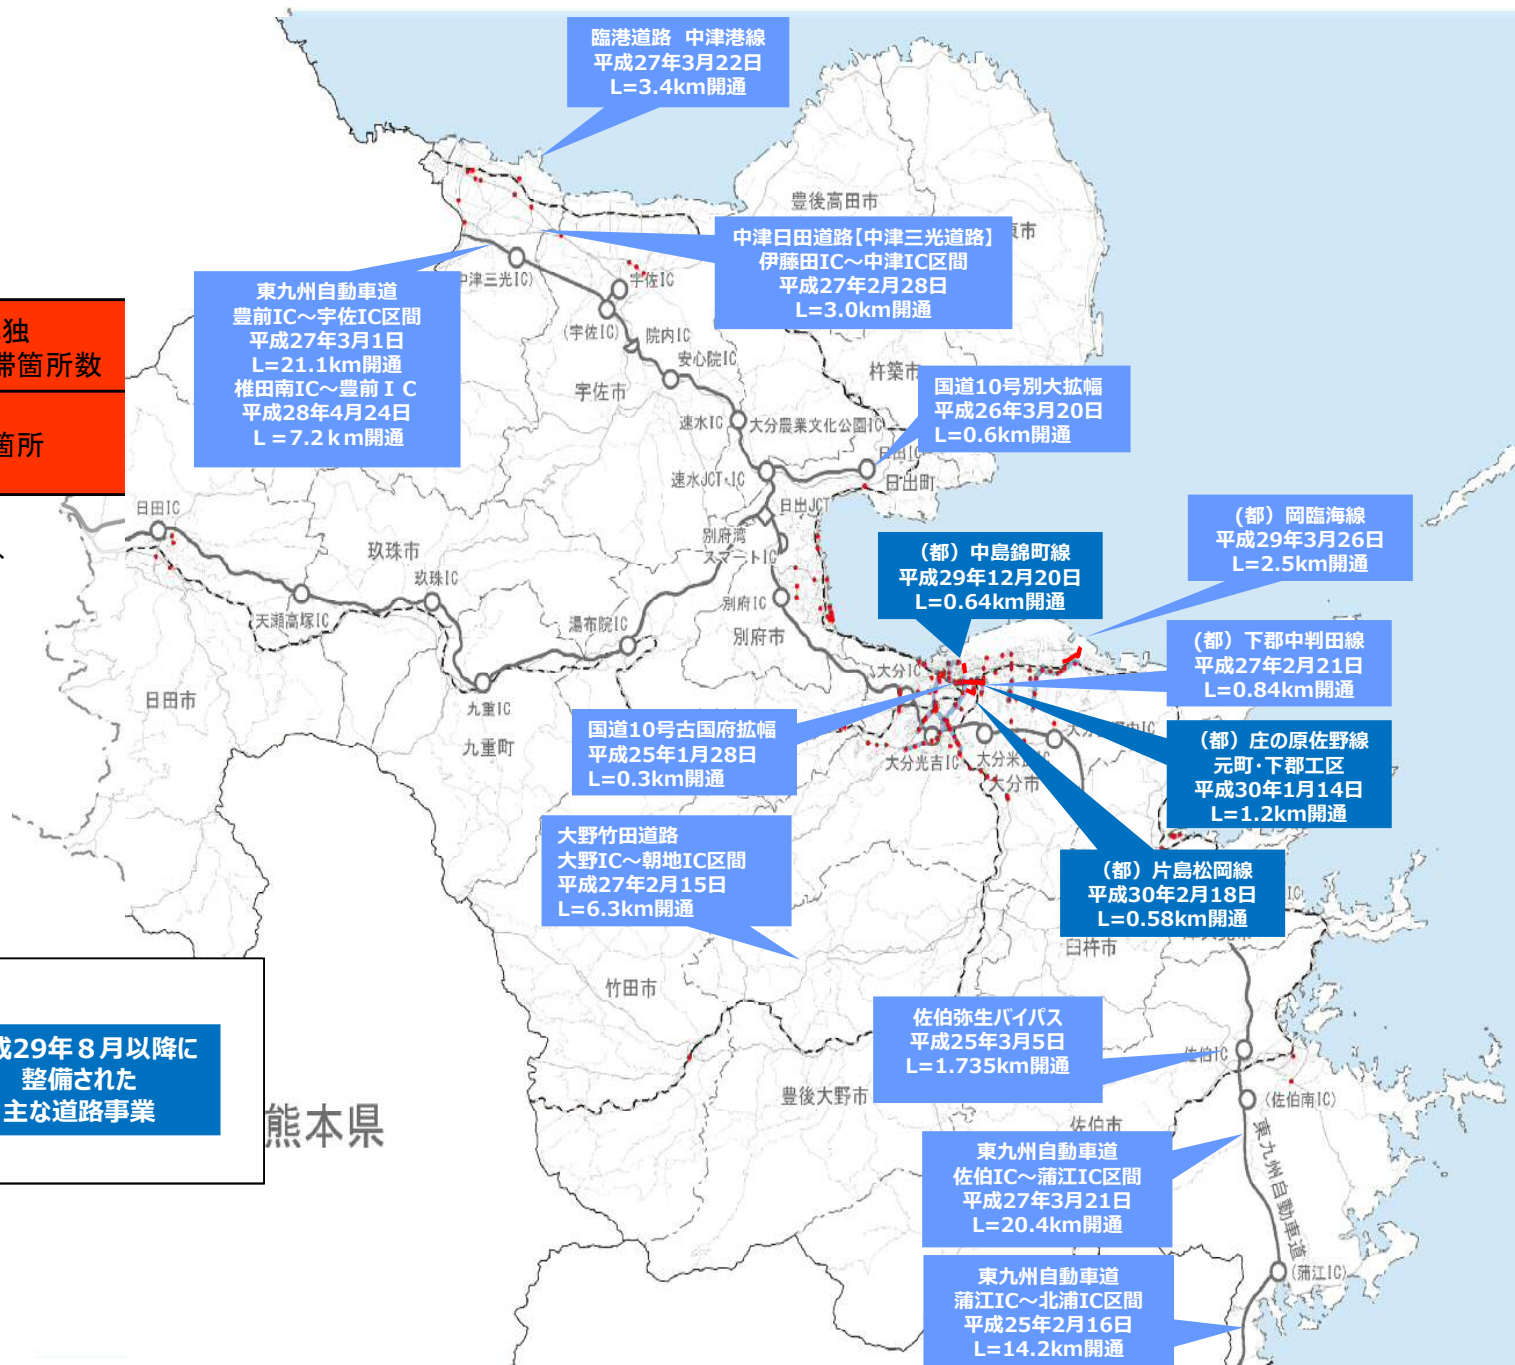 臨港道路 中津港線
平成27年3月22日
L=3.4km開通
豊後高田市
東市
中津日田道路【中津三光道路】
伊藤田IC～中津IC区間
平成27年2月28日
L=3.0km開通
中津三光IC)
宇佐IC
(宇佐IC)
院内IC
安心院IC
宇佐市
東九州自動車道
豊前IC～宇佐IC区間
平成27年3月1日
L=21.1km開通
椎田南IC～豊前ＩＣ
平成28年4月24日
Ｌ=7.2ｋｍ開通
独
帯箇所数
箇所
杵築市
国道10号別大拡幅
平成26年3月20日
L=0.6km開通
速水IC
大分農業文化公園IC
日出IC
日出町
速水JCT・IC
日出JCT
別府湾
スマートIC
日田IC
玖珠市
玖珠IC
天瀬高塚IC
湯布院IC
別府IC
別府市
日田市
九重IC
九重町
(都）岡臨海線
平成29年3月26日
L=2.5km開通
（都）中島錦町線
平成29年12月20日
L=0.64km開通
（都）下郡中判田線
平成27年2月21日
L=0.84km開通
大分IC
国道10号古国府拡幅
平成25年1月28日
L=0.3km開通
大分光吉IC
大分米良IC
大分市
（都）庄の原佐野線
元町･下郡工区
平成30年1月14日
L=1.2km開通
大野竹田道路
大野IC～朝地IC区間
平成27年2月15日
L=6.3km開通
（都）片島松岡線
平成30年2月18日
L=0.58km開通
臼杵市
竹田市
佐伯弥生バイパス
平成25年3月5日
L=1.735km開通
佐伯IC
(佐伯南IC)
豊後大野市
佐伯市
成29年８月以降に
整備された
主な道路事業
熊本県
東九州自動車道
佐伯IC～蒲江IC区間
平成27年3月21日
L=20.4km開通
東九州自動車道
(蒲江IC)
東九州自動車道
蒲江IC～北浦IC区間
平成25年2月16日
L=14.2km開通